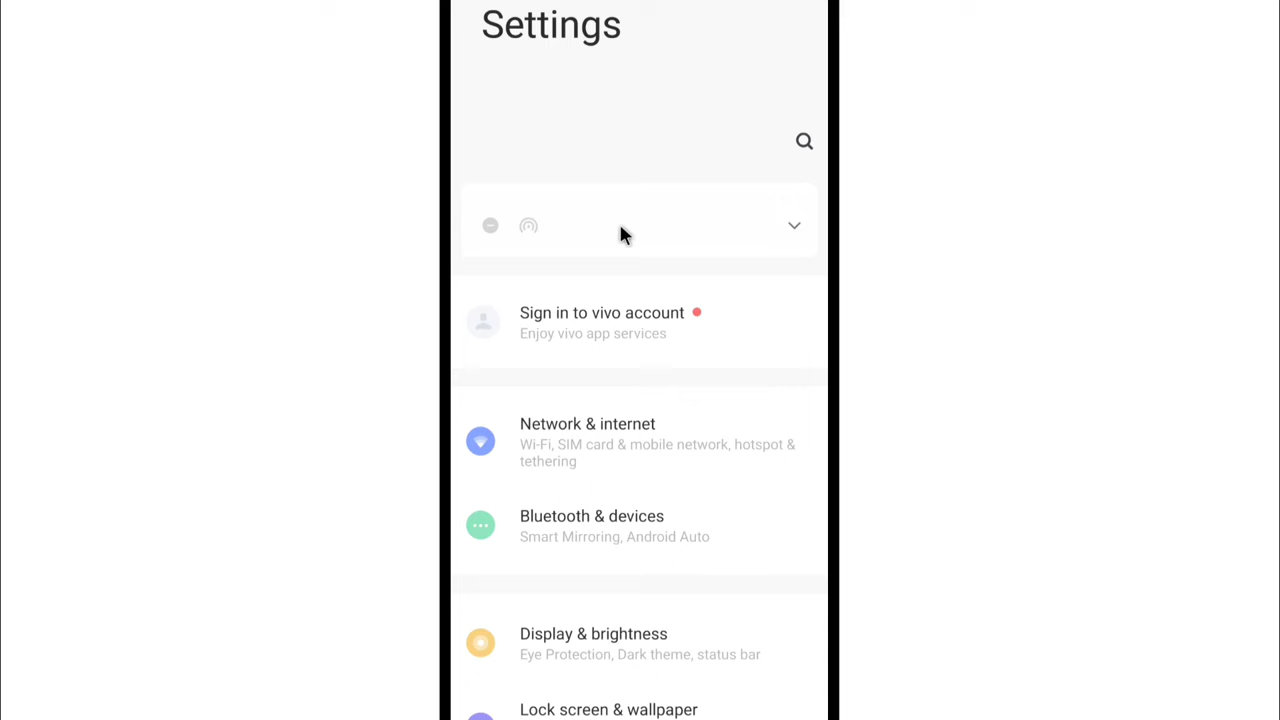 Settings
Sign in to vivo account
Enjoy vivo app services
Network & internet
Wi-Fi, SIM card & mobile network, hotspot &
tethering
Bluetooth & devices
Smart Mirroring, Android Auto
Display & brightness
Eye Protection, Dark theme, status bar
Lock screen & wallpaper